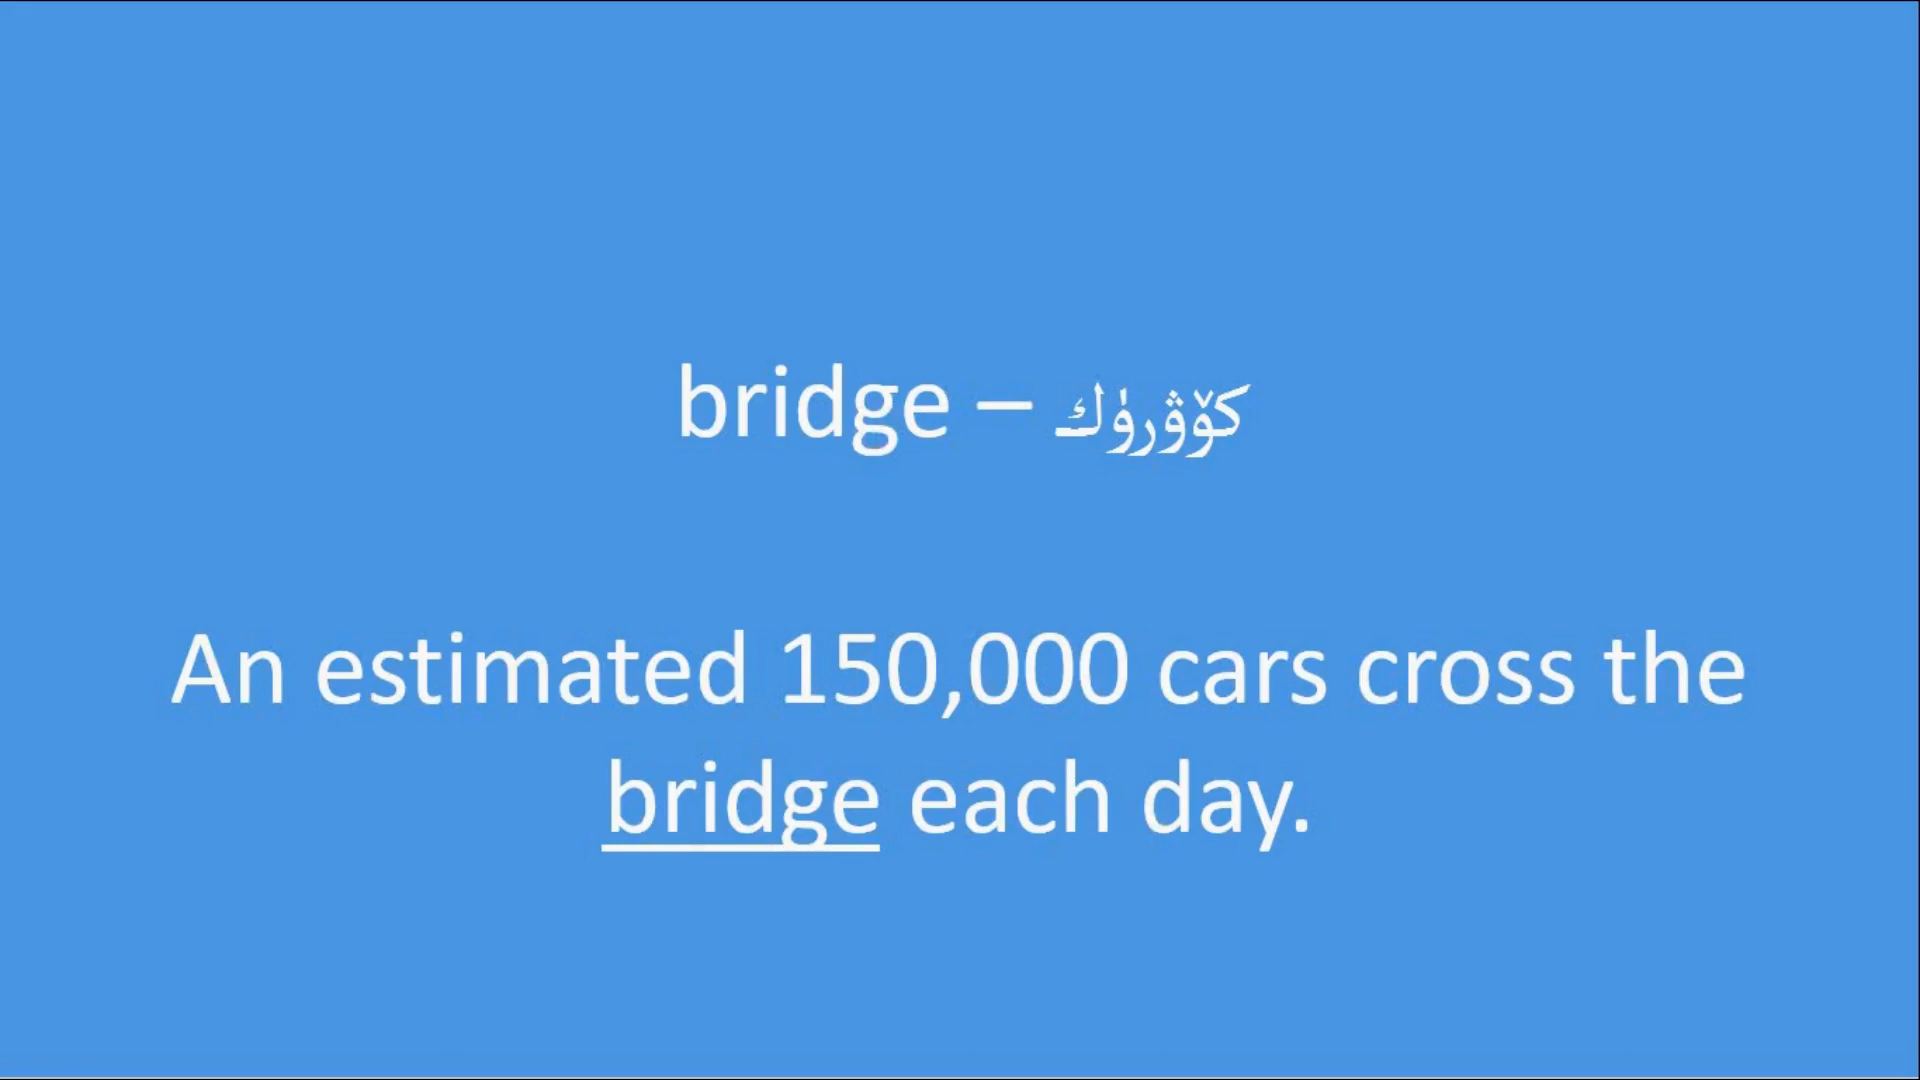 bridge – كۆۋرۈك
An estimated 150,000 cars cross the
bridge each day.